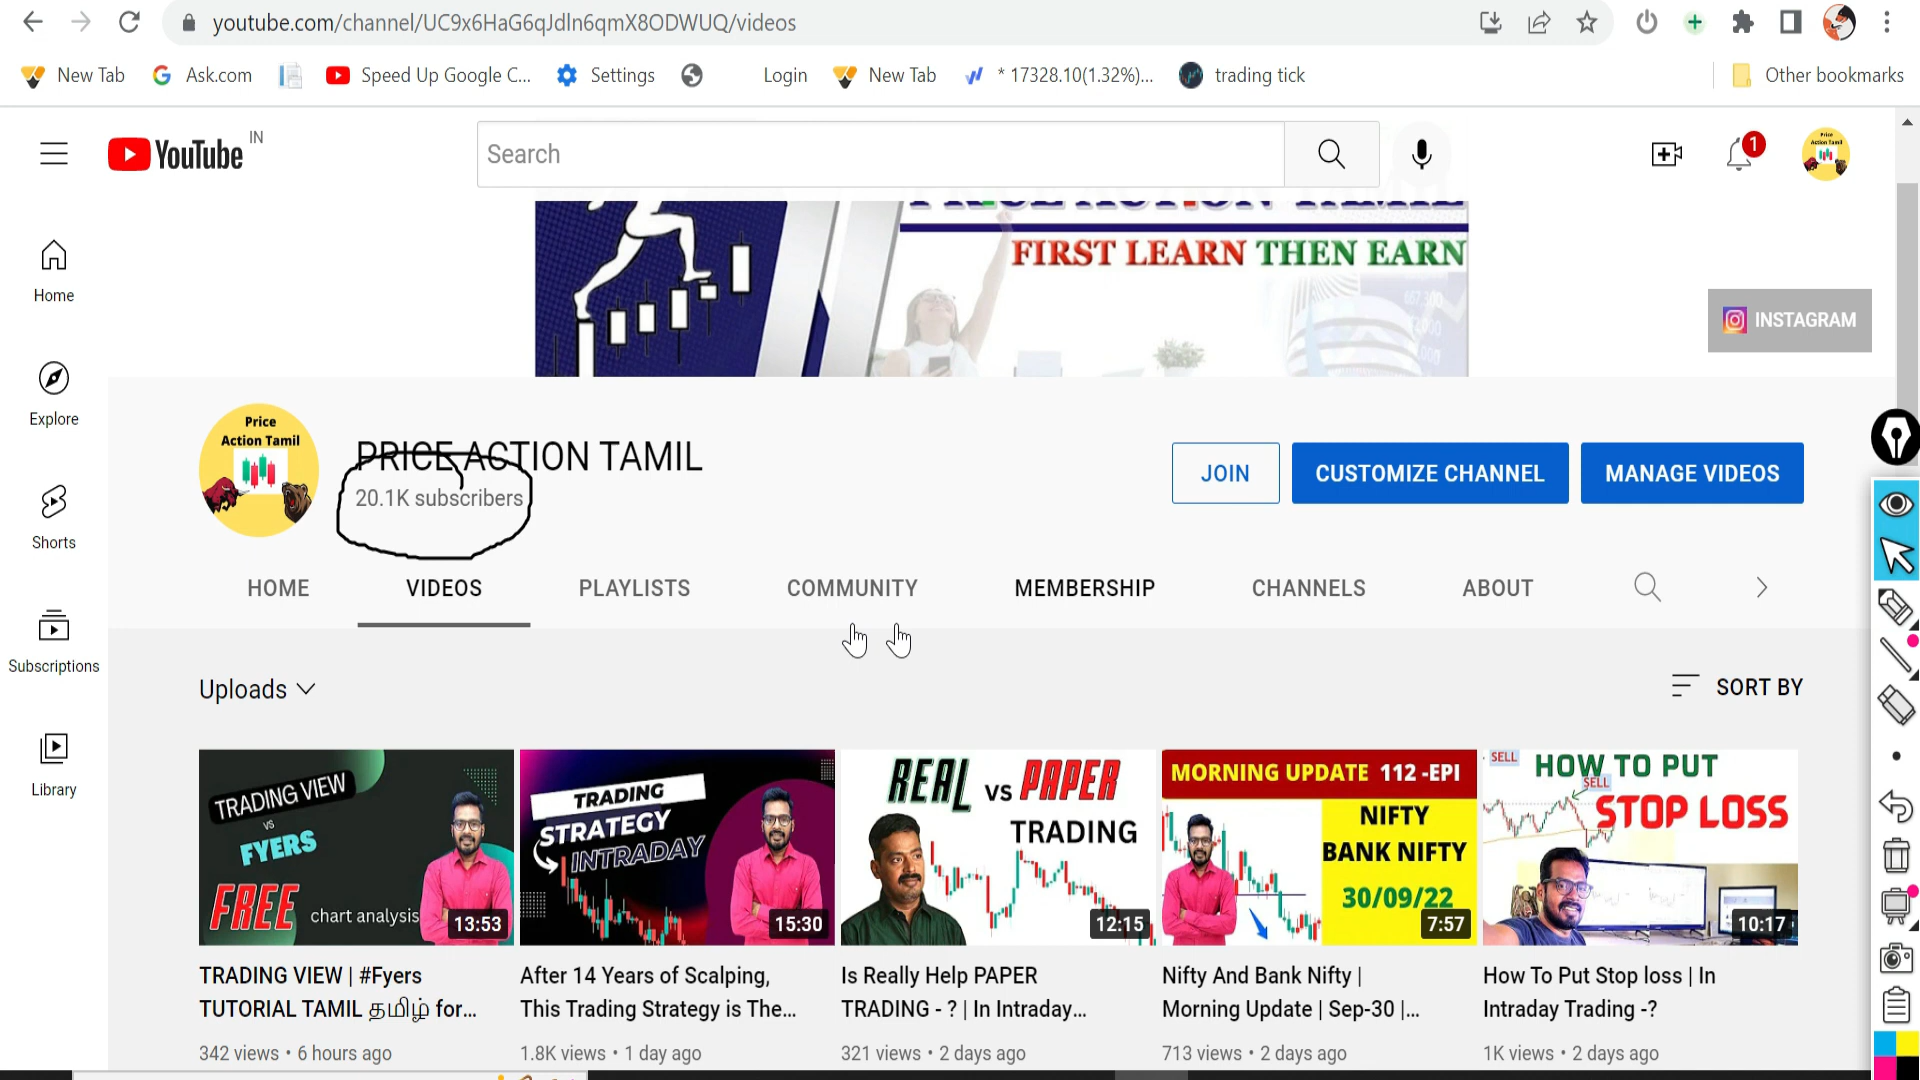 youtube.com/channel/UC9x6HaG6qJdln6qmX8ODWUQ/videos
New Tab
Ask.com
Speed Up Google C...
Settings
Login
New Tab
* 17328.10(1.32%)...
trading tick
Other bookmarks
YouTube IN
Search
1
PRICE ACTION TAMIL
FIRST LEARN THEN EARN
Home
INSTAGRAM
Explore
Price
Action Tamil
PRICE ACTION TAMIL
20.1K subscribers
JOIN
CUSTOMIZE CHANNEL
MANAGE VIDEOS
Shorts
HOME
VIDEOS
PLAYLISTS
COMMUNITY
MEMBERSHIP
CHANNELS
ABOUT
Subscriptions
Uploads
SORT BY
Library
TRADING VIEW
VS
FYERS
FREE chart analysis
13:53
TRADING
STRATEGY
INTRADAY
15:30
REAL VS PAPER
TRADING
12:15
MORNING UPDATE 112 -EPI
NIFTY
BANK NIFTY
30/09/22
7:57
SELL
HOW TO PUT
SELL
STOP LOSS
10:17
TRADING VIEW | #Fyers
TUTORIAL TAMIL தமிழ் for...
342 views • 6 hours ago
After 14 Years of Scalping,
This Trading Strategy is The...
1.8K views • 1 day ago
Is Really Help PAPER
TRADING - ? | In Intraday...
321 views • 2 days ago
Nifty And Bank Nifty |
Morning Update | Sep-30 |...
713 views • 2 days ago
How To Put Stop loss | In
Intraday Trading -?
1K views • 2 days ago